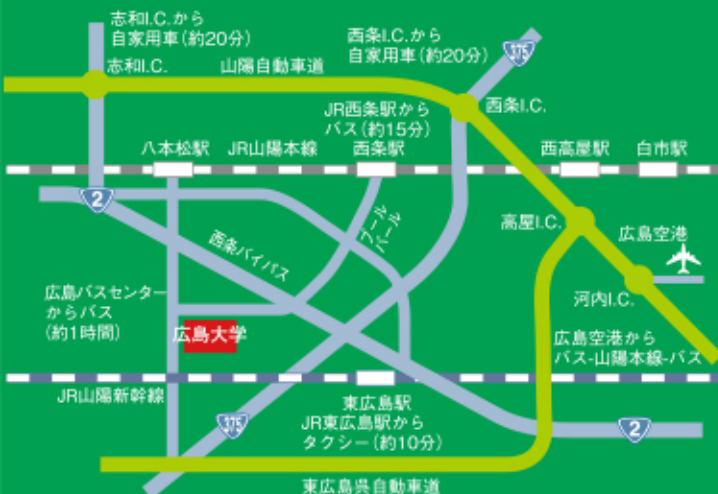 志和I.C.から
自家用車(約20分)
西条I.C.から
自家用車(約20分)
375
志和I.C.
山陽自動車道
JR西条駅から
バス(約15分)
西条I.C.
八本松駅
JR山陽本線
西条駅
西高屋駅
白市駅
2
ブール
バール
高屋I.C.
広島空港
西条バイパス
広島バスセンター
からバス
(約1時間)
河内I.C.
広島大学
広島空港から
バス-山陽本線-バス
JR山陽新幹線
東広島駅
JR東広島駅から
タクシー(約10分)
375
2
東広島呉自動車道